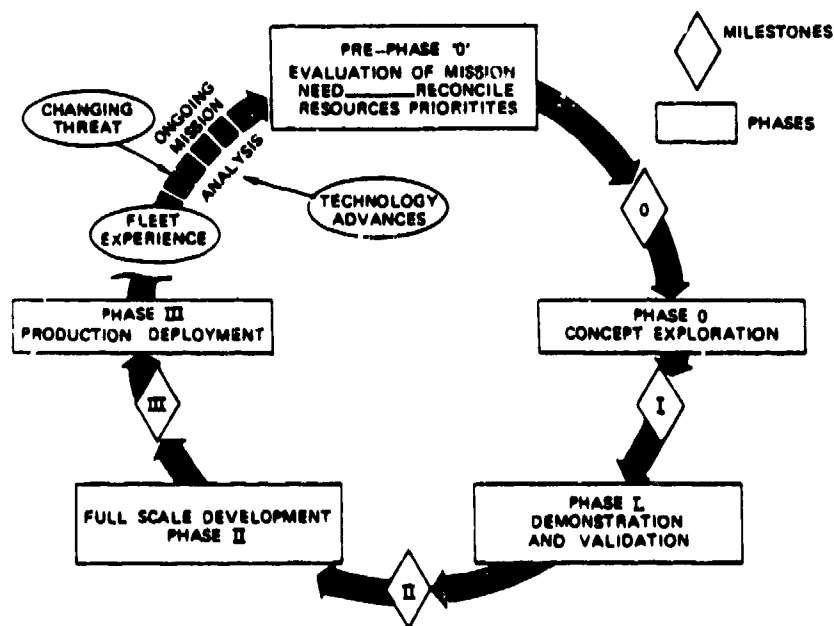 PRE-PHASE '0'
EVALUATION OF MISSION
NEED______RECONCILE
RESOURCES PRIORITITES
MILESTONES
PHASES
CHANGING
THREAT
ONGOING
MISSION
ANALYSIS
TECHNOLOGY
ADVANCES
FLEET
EXPERIENCE
0
PHASE III
PRODUCTION DEPLOYMENT
PHASE 0
CONCEPT EXPLORATION
III
I
FULL SCALE DEVELOPMENT
PHASE II
PHASE I.
DEMONSTRATION
AND VALIDATION
II